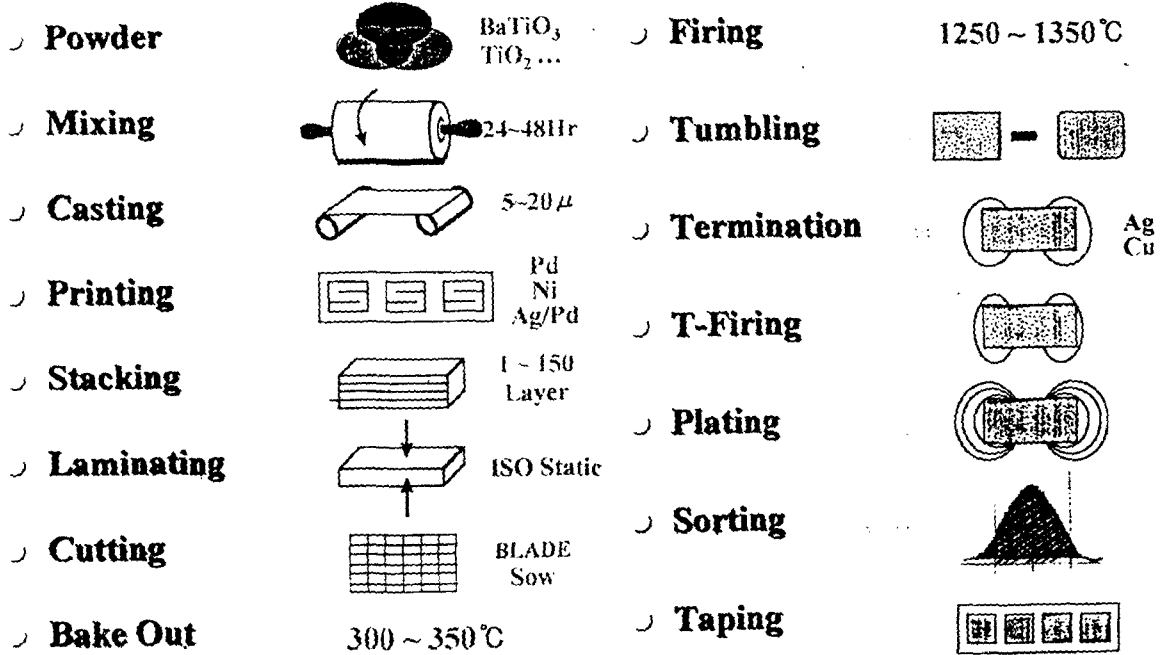 Powder
BaTiO₃
TiO₂ ...
Mixing
24~48Hr
Casting
5~20μ
Printing
Pd
Ni
Ag/Pd
Stacking
1 ~ 150
Layer
Laminating
ISO Static
Cutting
BLADE
Sow
Bake Out
300 ~ 350℃
Firing
1250 ~ 1350℃
Tumbling
Termination
Ag
Cu
T-Firing
Plating
Sorting
Taping